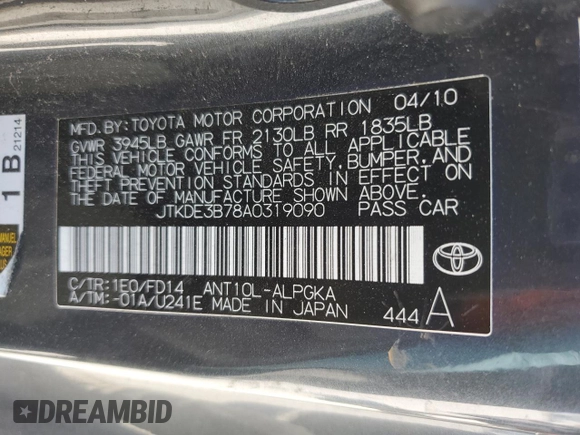 MFD. BY: TOYOTA MOTOR CORPORATION 04/10
GVWR 3945LB GAWR FR 2130LB RR 1835LB
THIS VEHICLE CONFORMS TO ALL APPLICABLE
FEDERAL MOTOR VEHICLE SAFETY, BUMPER, AND
THEFT PREVENTION STANDARDS IN EFFECT ON
THE DATE OF MANUFACTURE SHOWN ABOVE.
JTKDE3B78A0319090 PASS CAR
C/TR: 1E0/FD14 ANT10L-ALPGKA
A/TM: -01A/U241E MADE IN JAPAN
444 A
1 B
21214
MANUEL
DREAMBID